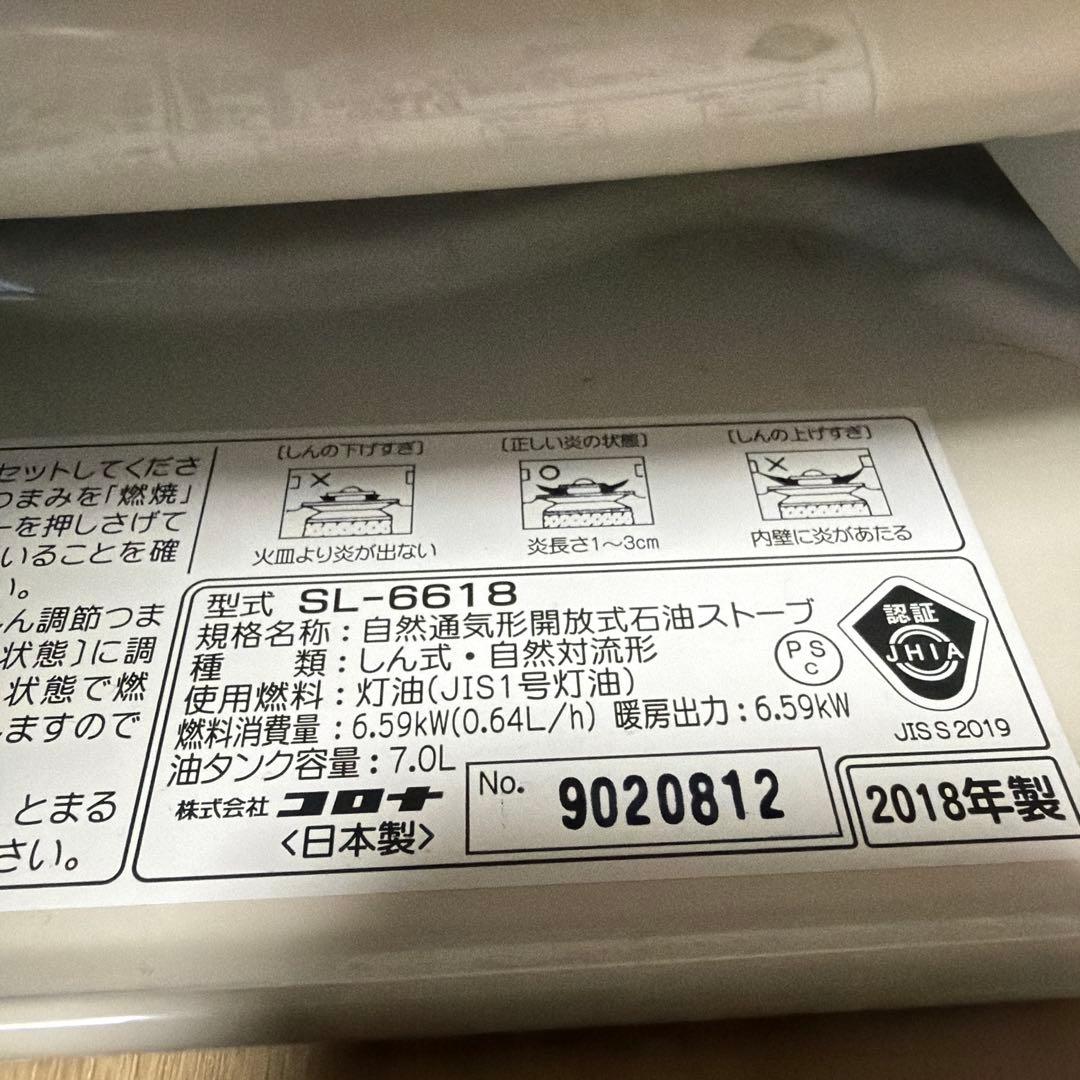 セットしてくださ
つまみを「燃焼」
ーを押しさげて
いることを確
い。
ん調節つま
状態〕に調
状態で燃
ますので
とまる
さい。
〔しんの下げすぎ〕
火皿より炎が出ない
〔正しい炎の状態〕
炎長さ1～3cm
〔しんの上げすぎ〕
内壁に炎があたる
型式 SL-6618
規格名称：自然通気形開放式石油ストーブ
種　　類：しん式・自然対流形
使用燃料：灯油(JIS1号灯油)
燃料消費量：6.59kW(0.64L/h) 暖房出力：6.59kW
油タンク容量：7.0L
株式会社 コロナ
〈日本製〉
PS
C
認証
JHIA
JISS2019
No. 9020812
2018年製